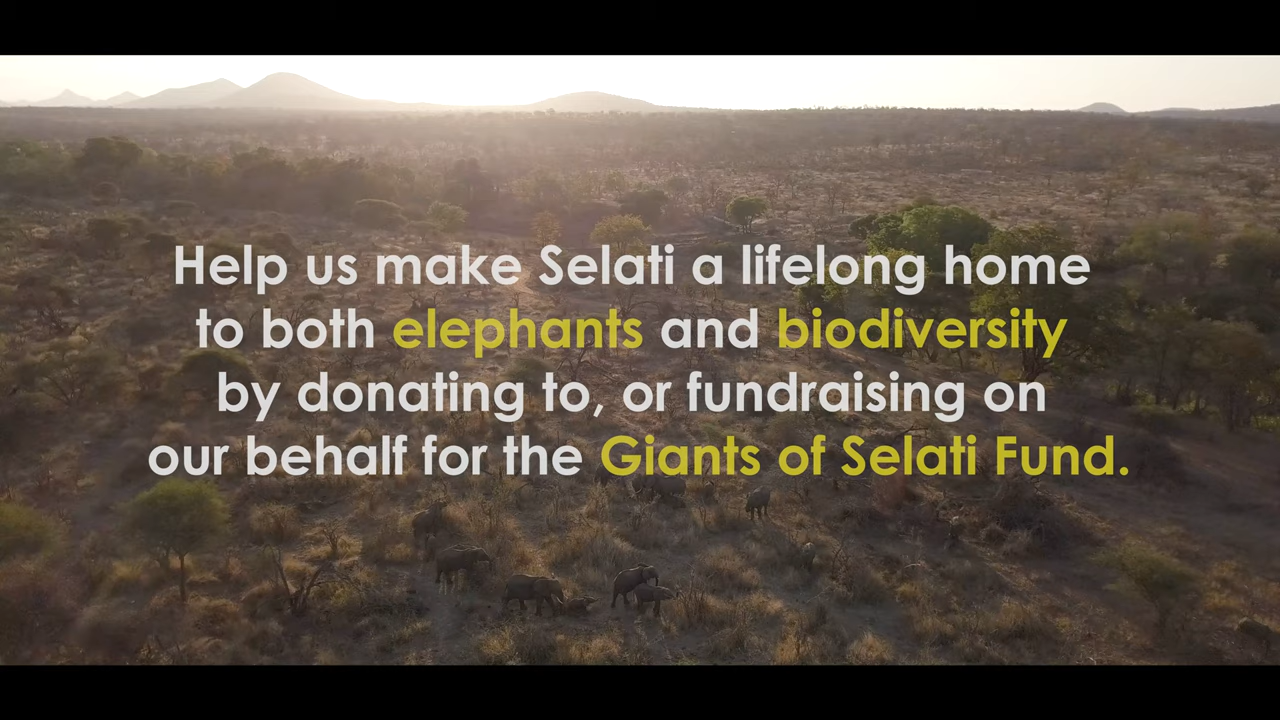 Help us make Selati a lifelong home
to both elephants and biodiversity
by donating to, or fundraising on
our behalf for the Giants of Selati Fund.